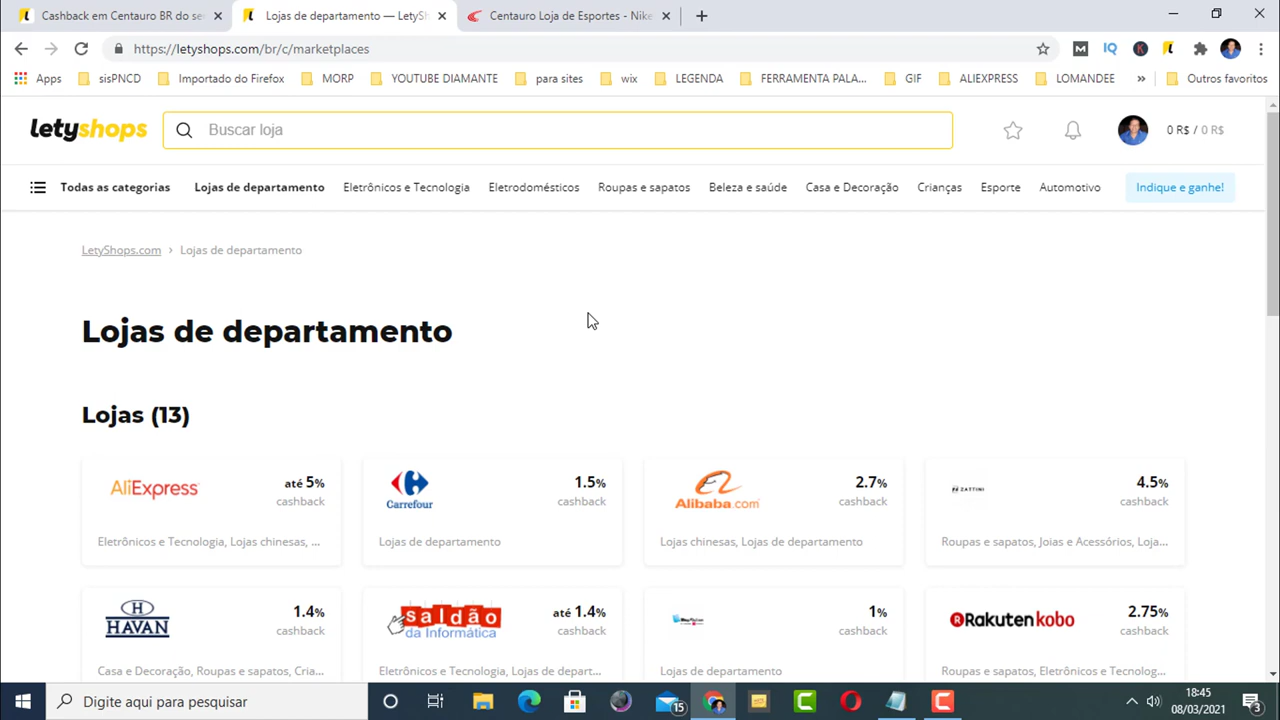 Cashback em Centauro BR do se
Lojas de departamento — LetySh
Centauro Loja de Esportes - Nike
https://letyshops.com/br/c/marketplaces
Apps sisPNCD Importado do Firefox MORP YOUTUBE DIAMANTE para sites wix LEGENDA FERRAMENTA PALA... GIF ALIEXPRESS LOMANDEE » Outros favoritos
letyshops Buscar loja 0 R$ / 0 R$
Todas as categorias Lojas de departamento Eletrônicos e Tecnologia Eletrodomésticos Roupas e sapatos Beleza e saúde Casa e Decoração Crianças Esporte Automotivo Indique e ganhe!
LetyShops.com › Lojas de departamento
Lojas de departamento
Lojas (13)
AliExpress até 5% Carrefour 1.5% Alibaba.com 2.7% ZATTINI 4.5%
cashback cashback cashback cashback
Eletrônicos e Tecnologia, Lojas chinesas, ... Lojas de departamento Lojas chinesas, Lojas de departamento Roupas e sapatos, Joias e Acessórios, Loja...
H HAVAN 1.4% saldão da Informática até 1.4% 1% Rakuten kobo 2.75%
cashback cashback cashback cashback
Casa e Decoração, Roupas e sapatos, Cria... Eletrônicos e Tecnologia, Lojas de depart... Lojas de departamento Roupas e sapatos, Eletrônicos e Tecnolog...
Digite aqui para pesquisar 15 18:45
08/03/2021 3